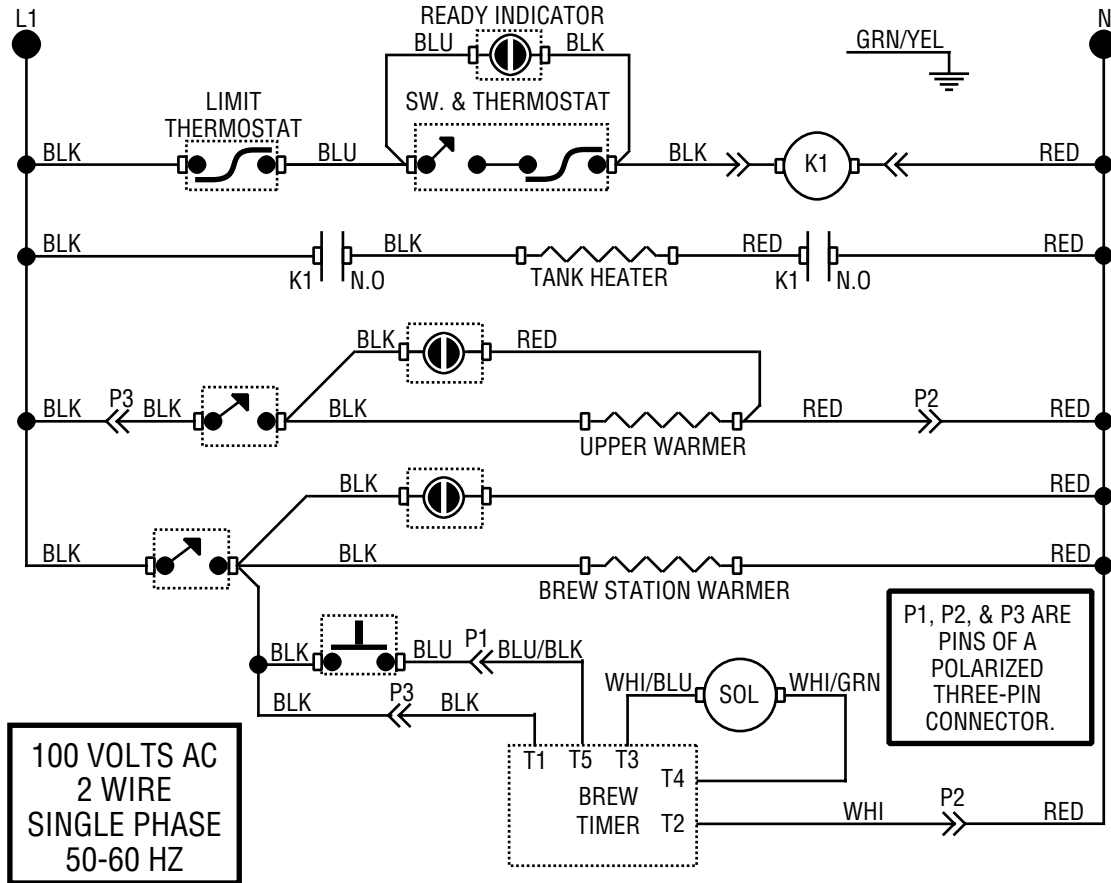 L1
READY INDICATOR
N
BLU
BLK
GRN/YEL
LIMIT
THERMOSTAT
SW. & THERMOSTAT
BLK
BLU
BLK
K1
RED
BLK
BLK
RED
RED
K1
N.O
TANK HEATER
K1
N.O
BLK
RED
P3
P2
BLK
BLK
BLK
RED
RED
UPPER WARMER
BLK
RED
BLK
BLK
RED
BREW STATION WARMER
P1, P2, & P3 ARE
PINS OF A
POLARIZED
THREE-PIN
CONNECTOR.
BLK
BLU
P1
BLU/BLK
WHI/BLU
SOL
WHI/GRN
BLK
P3
BLK
T1
T5
T3
T4
BREW
TIMER
T2
WHI
P2
RED
100 VOLTS AC
2 WIRE
SINGLE PHASE
50-60 HZ